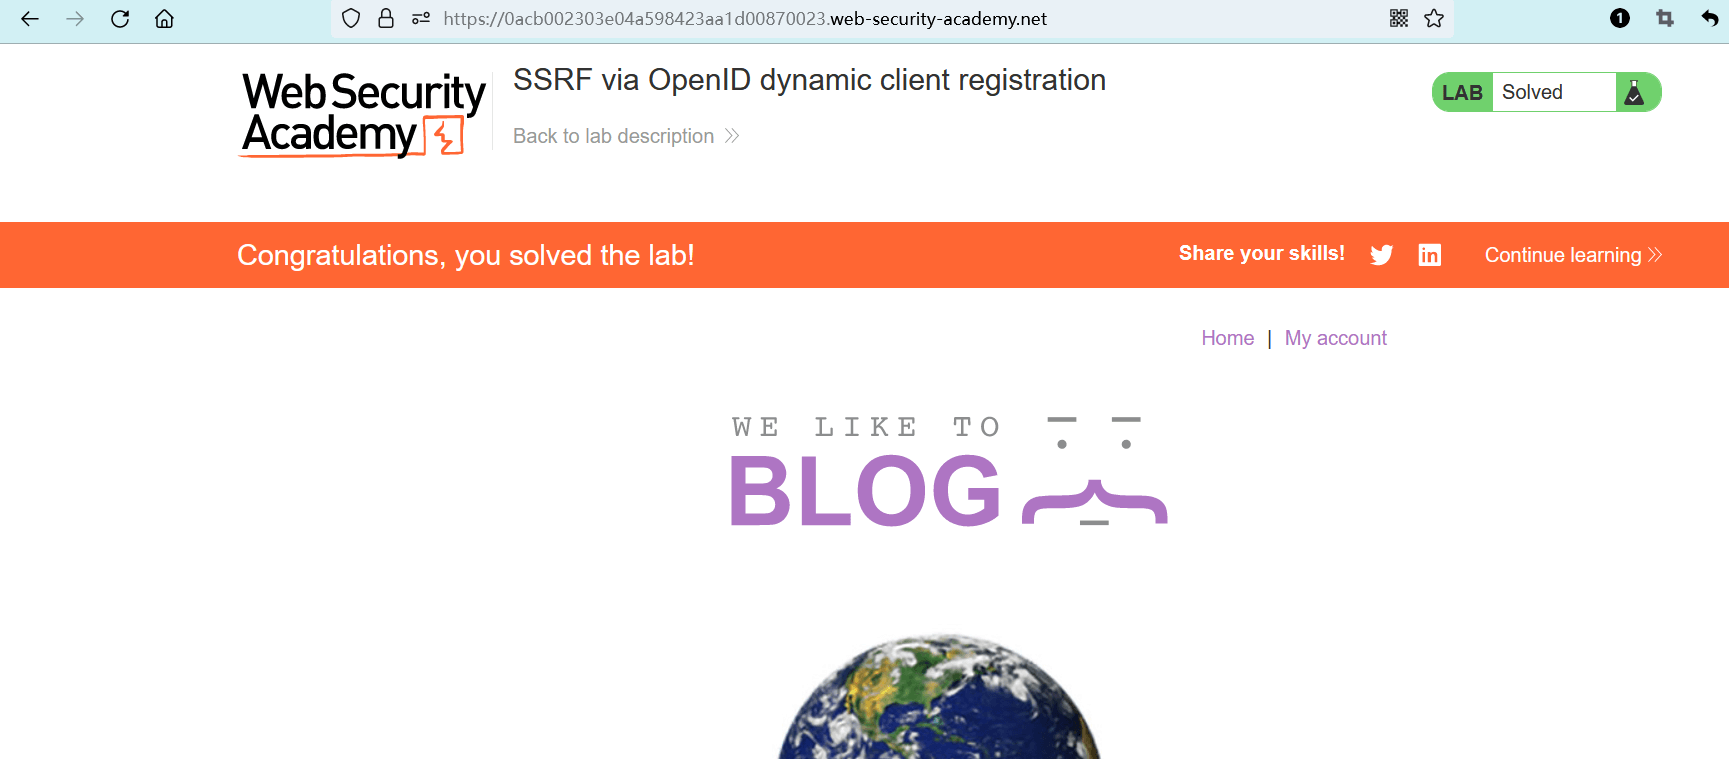 https://0acb002303e04a598423aa1d00870023.web-security-academy.net
1
Web Security
Academy
SSRF via OpenID dynamic client registration
Back to lab description
LAB Solved
Congratulations, you solved the lab!
Share your skills!
in
Continue learning
Home | My account
WE LIKE TO
BLOG